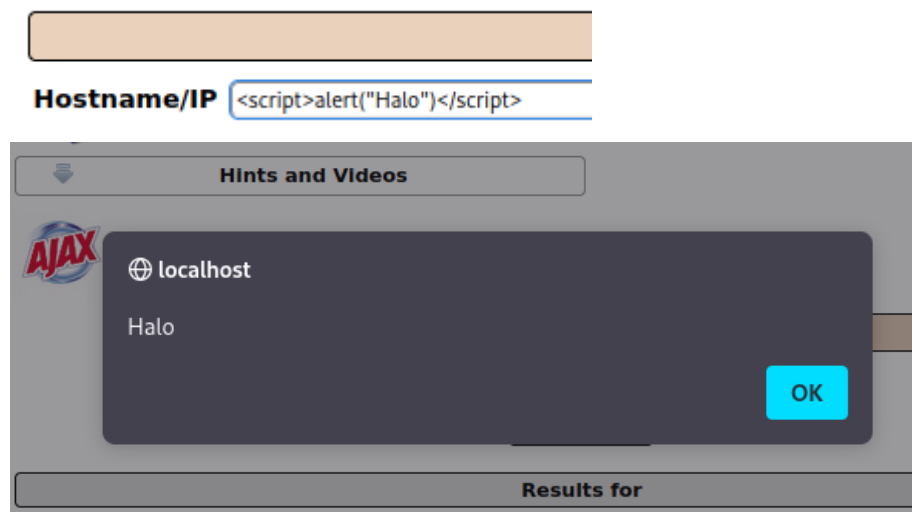 Hostname/IP <script>alert("Halo")</script>
Hints and Videos
AJAX
localhost
Halo
OK
Results for